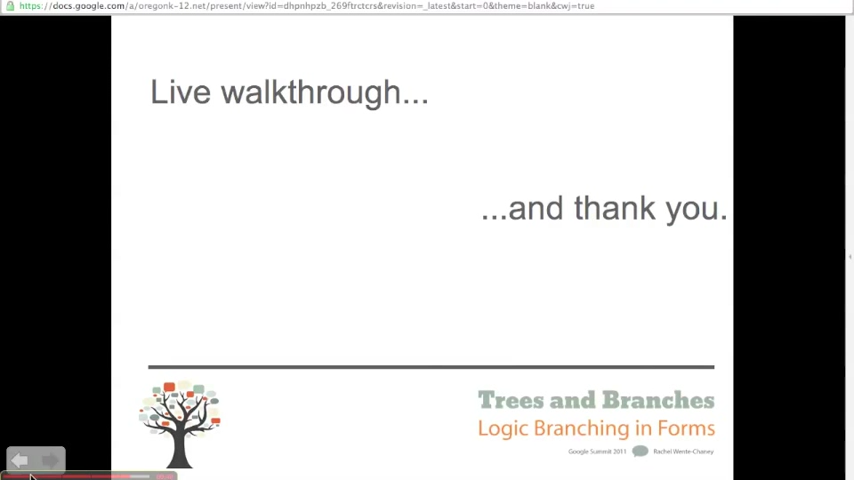 https://docs.google.com/a/oregonk-12.net/present/view?id=dhpnhpzb_269ftrctcrs&revision=_latest&start=0&theme=blank&cwj=true
Live walkthrough...
...and thank you.
Trees and Branches
Logic Branching in Forms
Google Summit 2011 Rachel Wente-Chaney